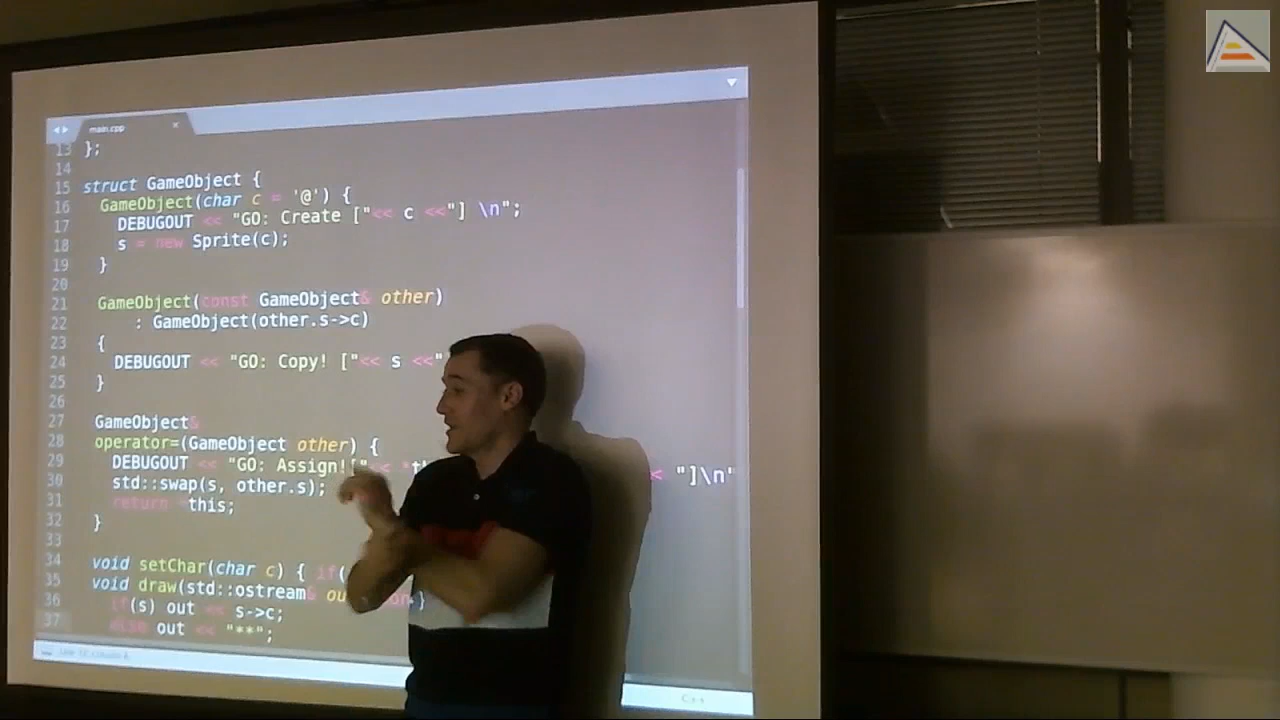 main.cpp
13 };
14
15 struct GameObject {
16 GameObject(char c = '@') {
17 DEBUGOUT << "GO: Create ["<< c <<"] \n";
18 s = new Sprite(c);
19 }
20
21 GameObject(const GameObject& other)
22 : GameObject(other.s->c)
23 {
24 DEBUGOUT << "GO: Copy! ["<< s <<"
25 }
26
27 GameObject&
28 operator=(GameObject other) {
29 DEBUGOUT << "GO: Assign!["<< *t < "]\n"
30 std::swap(s, other.s);
31 return *this;
32 }
33
34 void setChar(char c) { if(
35 void draw(std::ostream& ou
36 if(s) out << s->c;
37 else out << "**";
C++